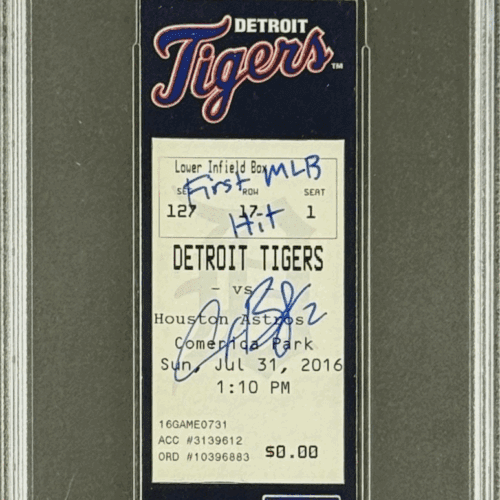 DETROIT
Tigers™
Lower Infield Box
First MLB
SEC ROW SEAT
127 17 1
Hit
DETROIT TIGERS
- vs -
Houston Astros
Comerica Park
Sun, Jul 31, 2016
1:10 PM
16GAME0731
ACC #3139612
ORD #10396883 $0.00